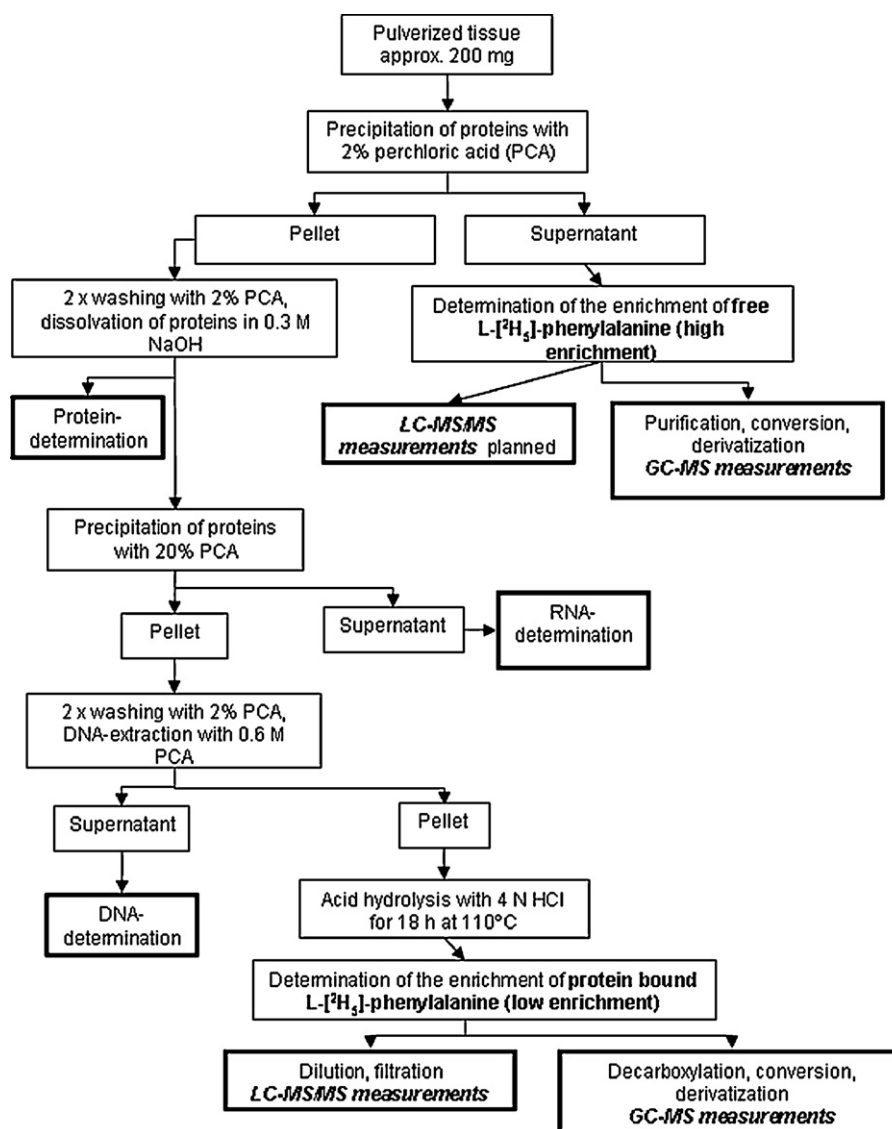 Pulverized tissue
approx. 200 mg
Precipitation of proteins with
2% perchloric acid (PCA)
Pellet
Supernatant
2 x washing with 2% PCA,
dissolvation of proteins in 0.3 M
NaOH
Determination of the enrichment of free
L-[²H₅]-phenylalanine (high
enrichment)
Protein-
determination
LC-MS/MS
measurements planned
Purification, conversion,
derivatization
GC-MS measurements
Precipitation of proteins
with 20% PCA
Pellet
Supernatant
RNA-
determination
2 x washing with 2% PCA,
DNA-extraction with 0.6 M
PCA
Supernatant
Pellet
DNA-
determination
Acid hydrolysis with 4 N HCl
for 18 h at 110°C
Determination of the enrichment of protein bound
L-[²H₅]-phenylalanine (low enrichment)
Dilution, filtration
LC-MS/MS measurements
Decarboxylation, conversion,
derivatization
GC-MS measurements